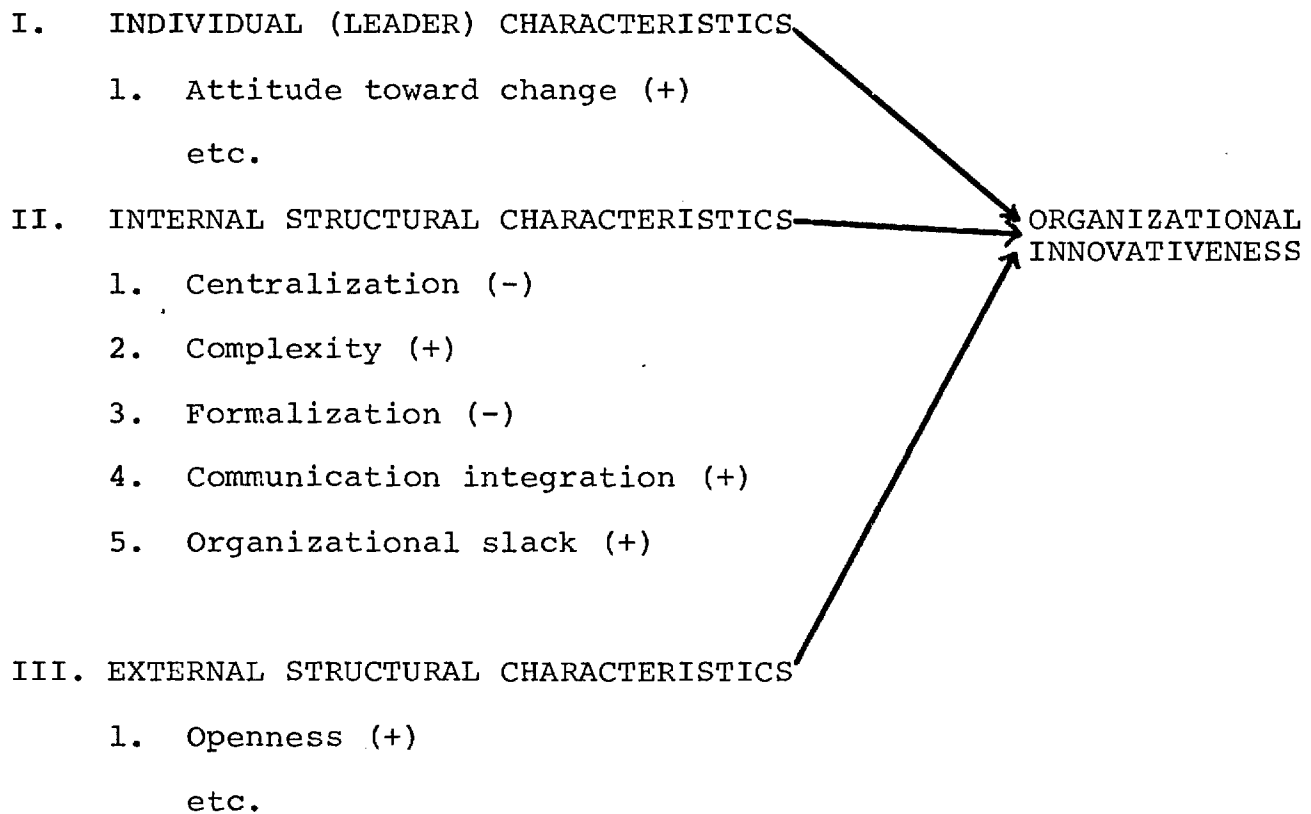 I. INDIVIDUAL (LEADER) CHARACTERISTICS
1. Attitude toward change (+)
etc.
II. INTERNAL STRUCTURAL CHARACTERISTICS
ORGANIZATIONAL
INNOVATIVENESS
1. Centralization (-)
2. Complexity (+)
3. Formalization (-)
4. Communication integration (+)
5. Organizational slack (+)
III. EXTERNAL STRUCTURAL CHARACTERISTICS
1. Openness (+)
etc.